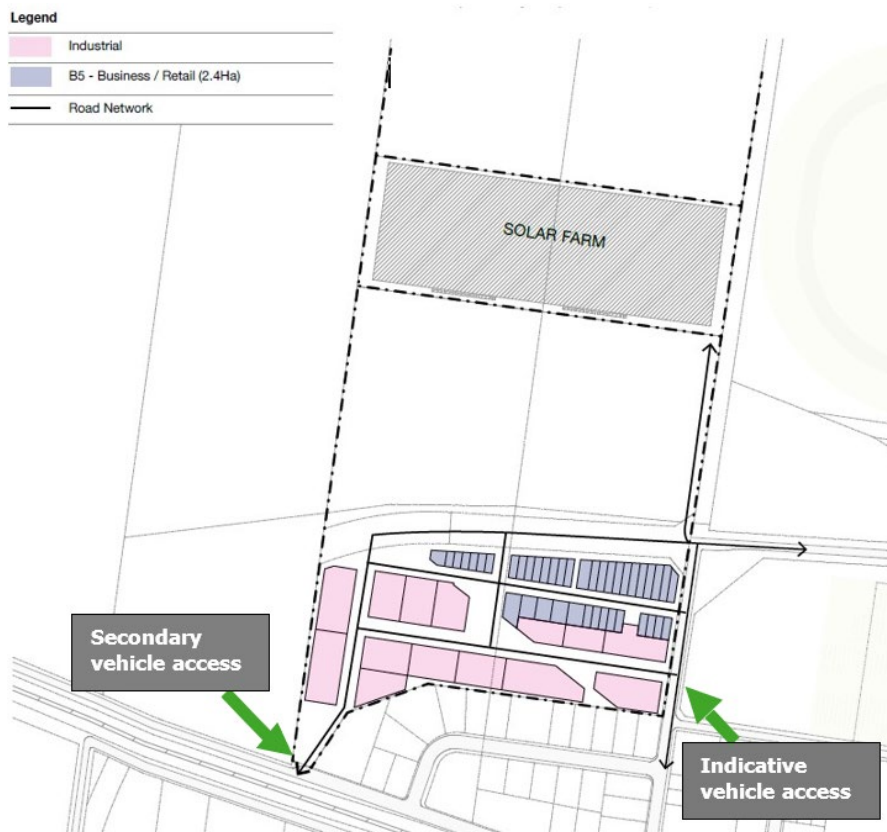 Legend
Industrial
B5 - Business / Retail (2.4Ha)
Road Network
SOLAR FARM
Secondary
vehicle access
Indicative
vehicle access